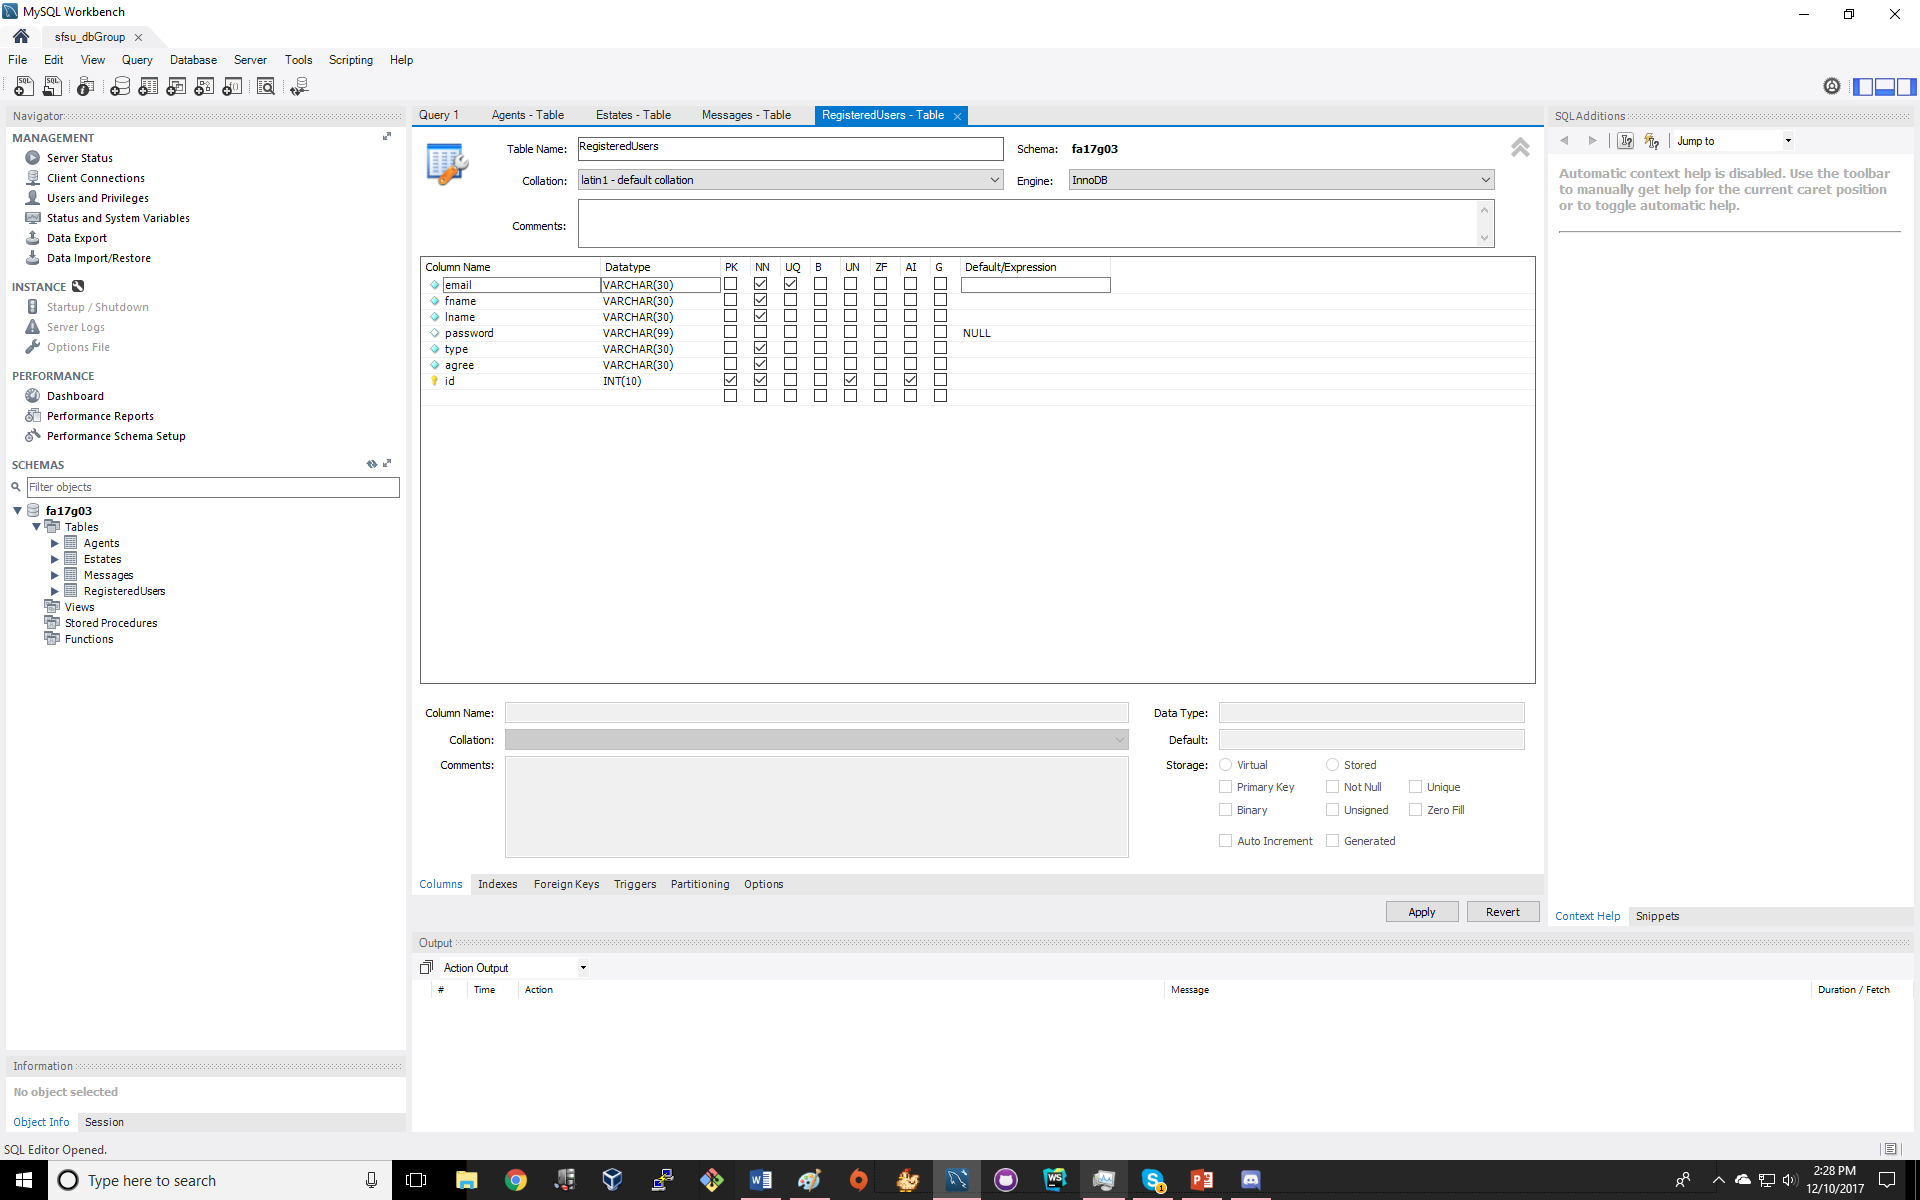 MySQL Workbench
sfsu_dbGroup
File Edit View Query Database Server Tools Scripting Help
Navigator
MANAGEMENT
Server Status
Client Connections
Users and Privileges
Status and System Variables
Data Export
Data Import/Restore
INSTANCE
Startup / Shutdown
Server Logs
Options File
PERFORMANCE
Dashboard
Performance Reports
Performance Schema Setup
SCHEMAS
Filter objects
fa17g03
Tables
Agents
Estates
Messages
RegisteredUsers
Views
Stored Procedures
Functions
Information
No object selected
Object Info Session
Query 1 Agents - Table Estates - Table Messages - Table RegisteredUsers - Table
Table Name: RegisteredUsers Schema: fa17g03
Collation: latin1 - default collation Engine: InnoDB
Comments:
Column Name Datatype PK NN UQ B UN ZF AI G Default/Expression
email VARCHAR(30)
fname VARCHAR(30)
lname VARCHAR(30)
password VARCHAR(99) NULL
type VARCHAR(30)
agree VARCHAR(30)
id INT(10)
Column Name: Data Type:
Collation: Default:
Comments: Storage: Virtual Stored
Primary Key Not Null Unique
Binary Unsigned Zero Fill
Auto Increment Generated
Columns Indexes Foreign Keys Triggers Partitioning Options
Apply Revert
SQLAdditions
Jump to
Automatic context help is disabled. Use the toolbar
to manually get help for the current caret position
or to toggle automatic help.
Context Help Snippets
Output
Action Output
# Time Action Message Duration / Fetch
SQL Editor Opened.
Type here to search
2:28 PM
12/10/2017